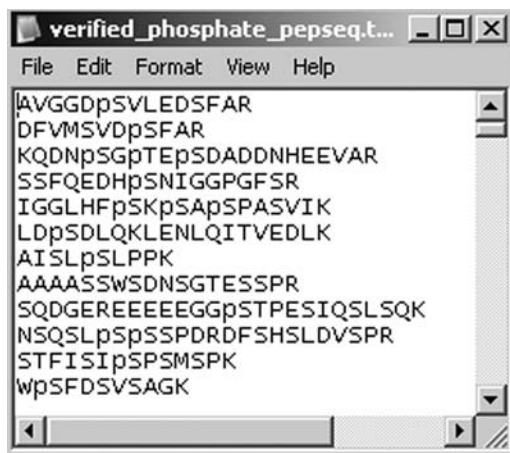 verified_phosphate_pepseq.t...
File Edit Format View Help
AVGGDpSVLEDSFAR
DFVMSVDpSFAR
KQDNpSGpTEpSDADDNHEEVAR
SSFQEDHpSNIGGPGFSR
IGGLHFpSKpSApSPASVIK
LDpSDLQKLENLQITVEDLK
AISLpSLPPK
AAAASSWSDNSGTESSPR
SQDGEREEEEEGGpSTPESIQSLSQK
NSQSLpSpSSPDRDFSHSLDVSPR
STFISIpSPSMSPK
WpSFDSVSAGK